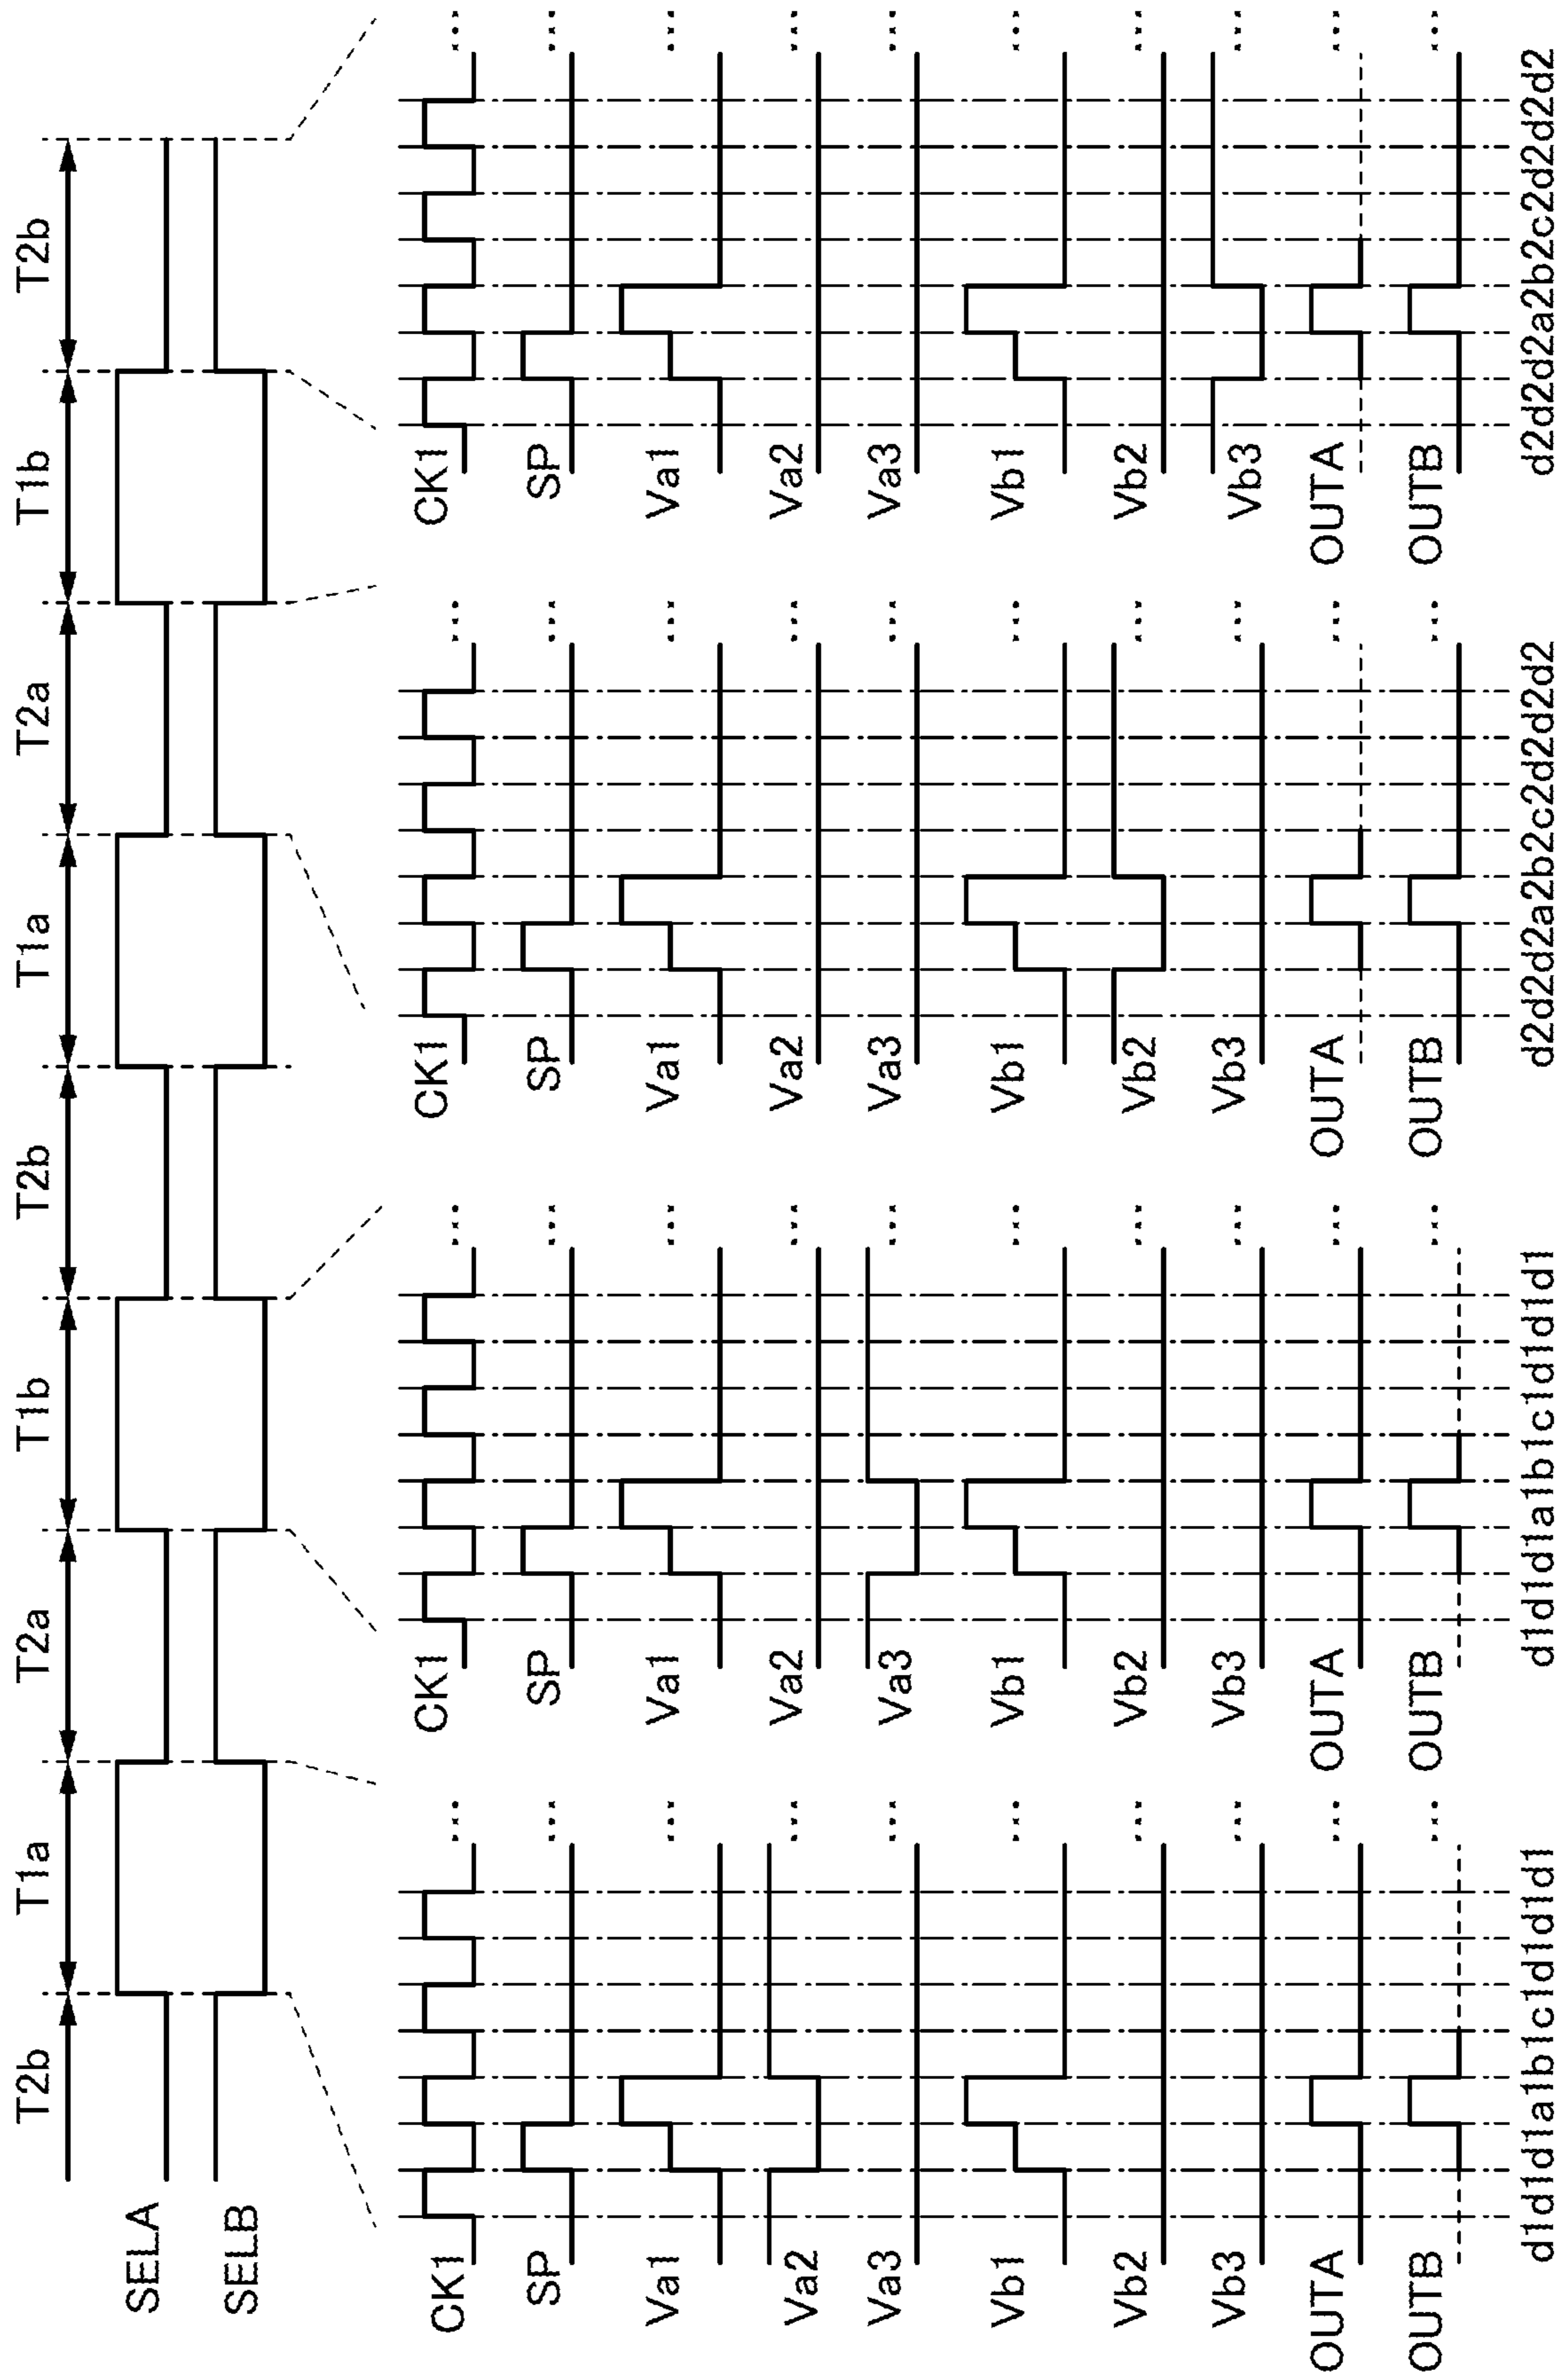 T2b T1a T2a T1b T2b T1a T2a T1b T2b
SELA
SELB
CK1 ...
SP ...
Va1 ...
Va2 ...
Va3 ...
Vb1 ...
Vb2 ...
Vb3 ...
OUTA ...
OUTB ...
d1d1d1a1b1c1d1d1d1
CK1 ...
SP ...
Va1 ...
Va2 ...
Va3 ...
Vb1 ...
Vb2 ...
Vb3 ...
OUTA ...
OUTB ...
d1d1d1a1b1c1d1d1d1
CK1 ...
SP ...
Va1 ...
Va2 ...
Va3 ...
Vb1 ...
Vb2 ...
Vb3 ...
OUTA ...
OUTB ...
d2d2d2a2b2c2d2d2d2
CK1 ...
SP ...
Va1 ...
Va2 ...
Va3 ...
Vb1 ...
Vb2 ...
Vb3 ...
OUTA ...
OUTB ...
d2d2d2a2b2c2d2d2d2